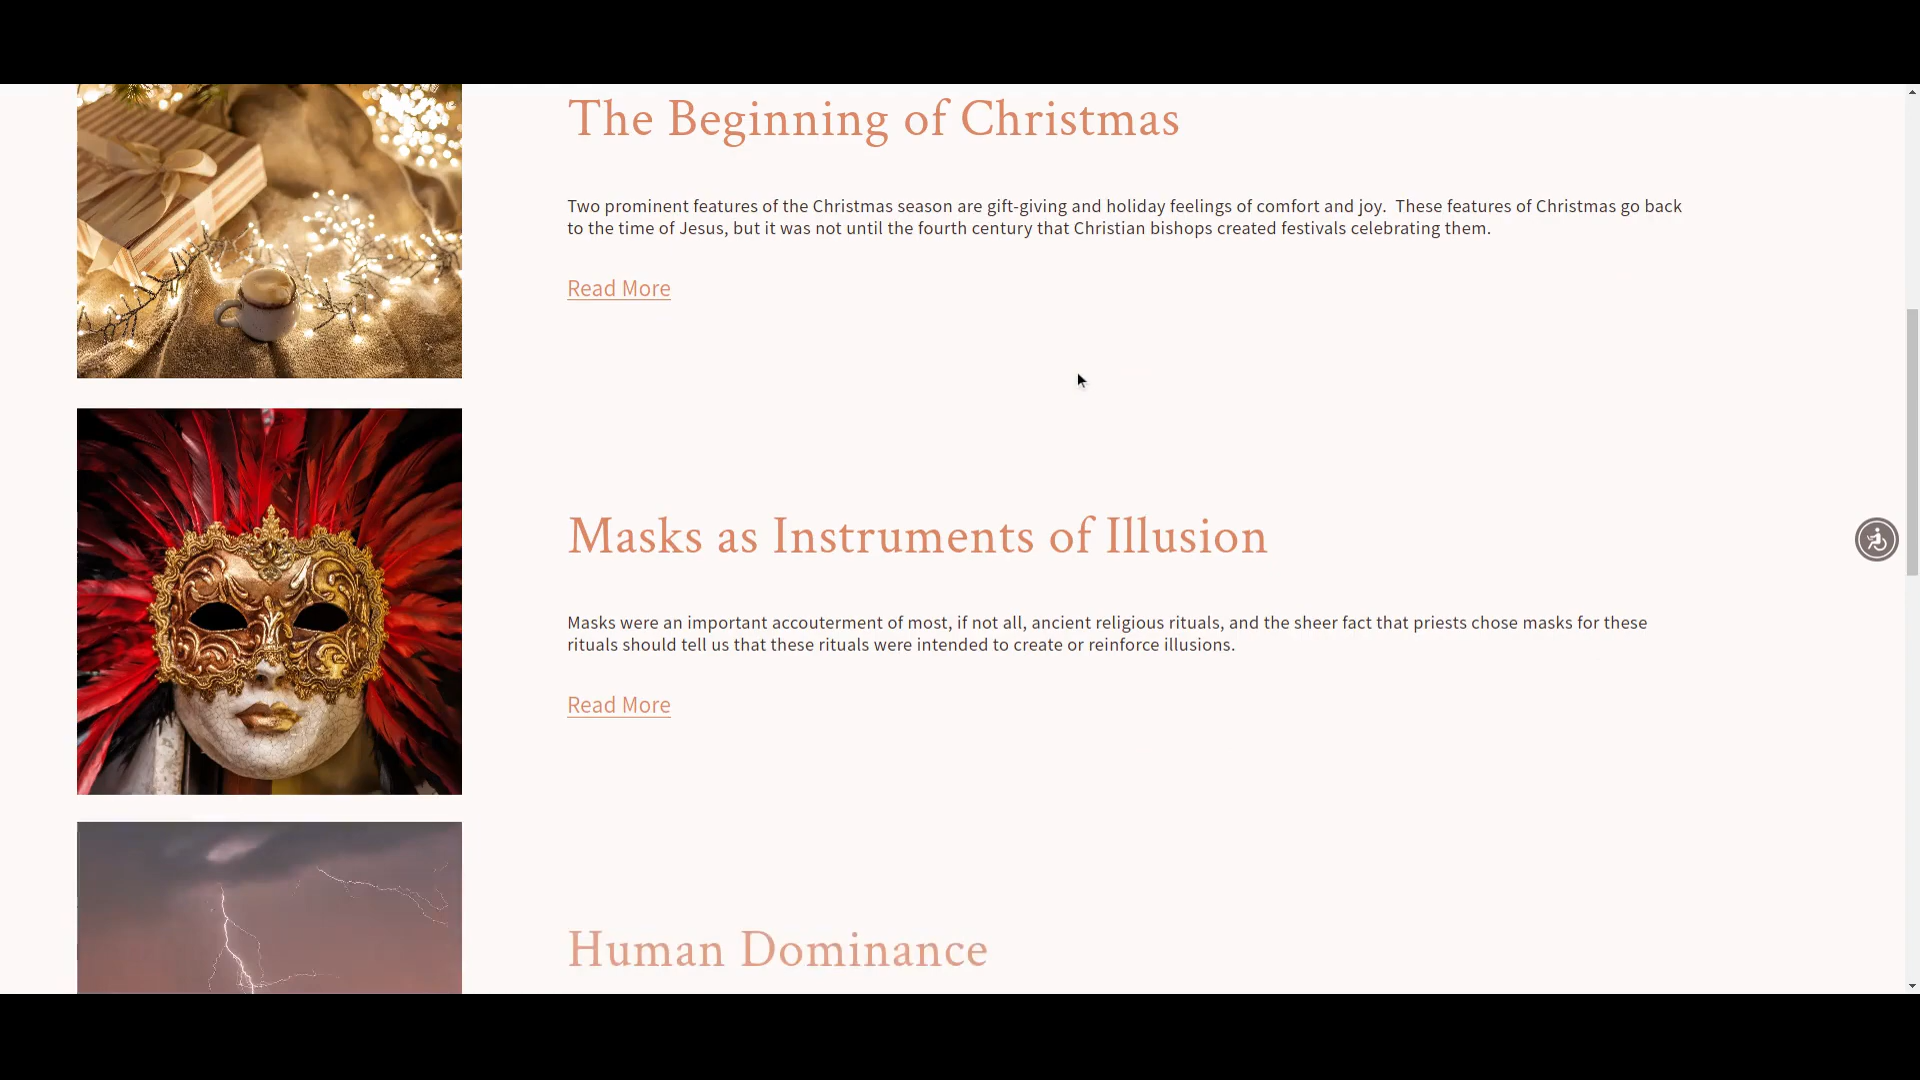 The Beginning of Christmas
Two prominent features of the Christmas season are gift-giving and holiday feelings of comfort and joy.  These features of Christmas go back
to the time of Jesus, but it was not until the fourth century that Christian bishops created festivals celebrating them.
Read More
Masks as Instruments of Illusion
Masks were an important accouterment of most, if not all, ancient religious rituals, and the sheer fact that priests chose masks for these
rituals should tell us that these rituals were intended to create or reinforce illusions.
Read More
Human Dominance